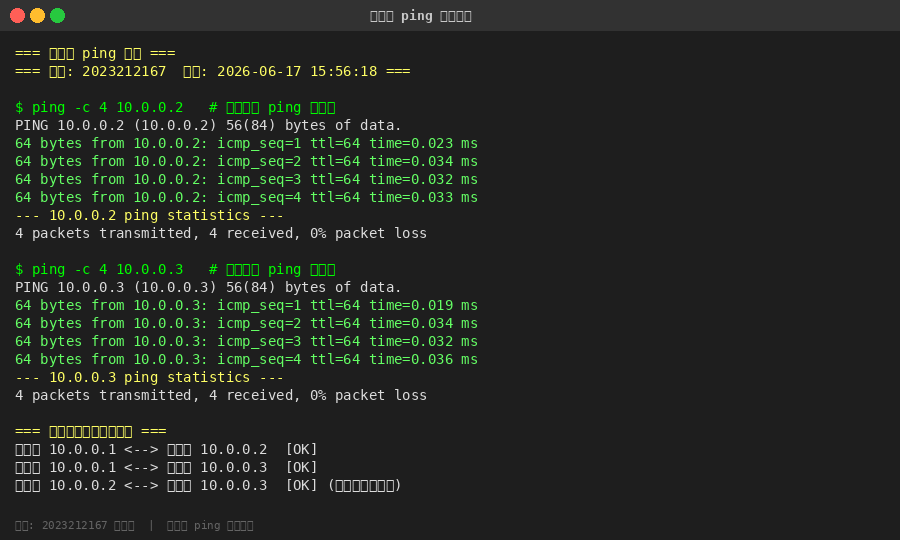 ping
=== ping ===
=== : 2023212167 : 2026-06-17 15:56:18 ===
$ ping -c 4 10.0.0.2 # ping
PING 10.0.0.2 (10.0.0.2) 56(84) bytes of data.
64 bytes from 10.0.0.2: icmp_seq=1 ttl=64 time=0.023 ms
64 bytes from 10.0.0.2: icmp_seq=2 ttl=64 time=0.034 ms
64 bytes from 10.0.0.2: icmp_seq=3 ttl=64 time=0.032 ms
64 bytes from 10.0.0.2: icmp_seq=4 ttl=64 time=0.033 ms
--- 10.0.0.2 ping statistics ---
4 packets transmitted, 4 received, 0% packet loss
$ ping -c 4 10.0.0.3 # ping
PING 10.0.0.3 (10.0.0.3) 56(84) bytes of data.
64 bytes from 10.0.0.3: icmp_seq=1 ttl=64 time=0.019 ms
64 bytes from 10.0.0.3: icmp_seq=2 ttl=64 time=0.034 ms
64 bytes from 10.0.0.3: icmp_seq=3 ttl=64 time=0.032 ms
64 bytes from 10.0.0.3: icmp_seq=4 ttl=64 time=0.036 ms
--- 10.0.0.3 ping statistics ---
4 packets transmitted, 4 received, 0% packet loss
=== ===
10.0.0.1 <--> 10.0.0.2 [OK]
10.0.0.1 <--> 10.0.0.3 [OK]
10.0.0.2 <--> 10.0.0.3 [OK] ()
: 2023212167 | ping